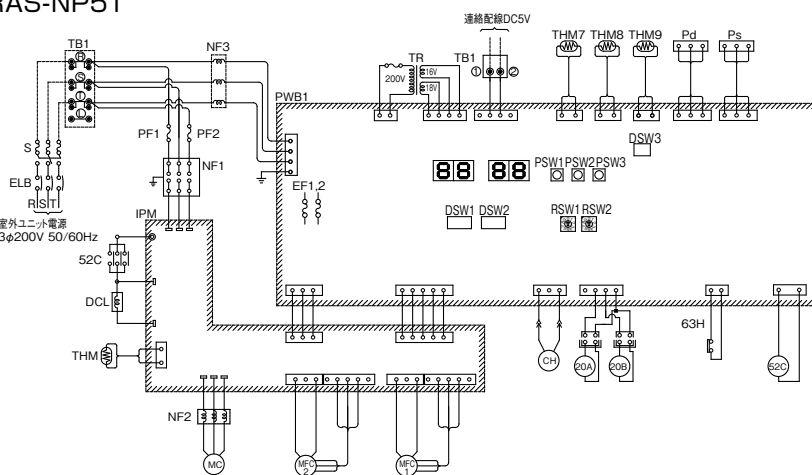 RAS-NP51
連絡配線DC5V
TB1
R
S
NF3
TR
200V
16V
18V
TB1
① ②
THM7 THM8 THM9 Pd Ps
PWB1
PF1 PF2
S
ELB
NF1
R S T
室外ユニット電源
3φ200V 50/60Hz
DSW3
88 88
PSW1 PSW2 PSW3
EF1,2
DSW1 DSW2
RSW1 RSW2
IPM
52C
DCL
THM
CH
20A
20B
63H
52C
NF2
MC
MFC
2
MFC
1